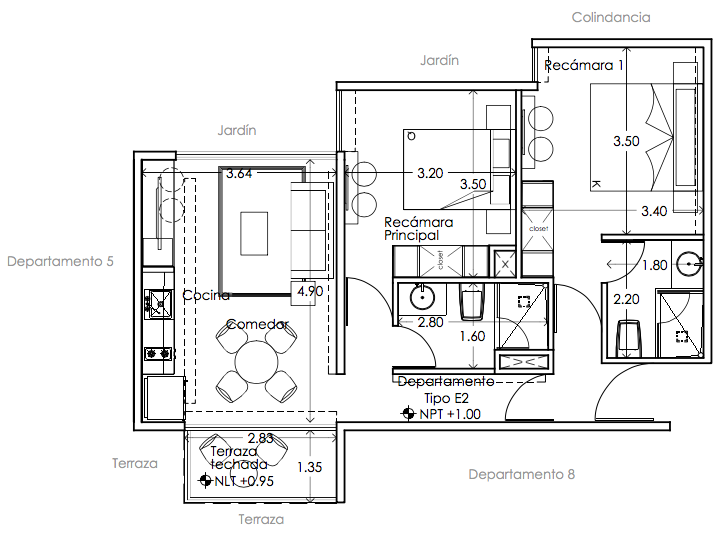 Colindancia
Jardín
Recámara 1
Jardín
3.50
3.64
3.20
3.50
3.40
Recámara
Principal
closet
closet
X
K
Departamento 5
1.80
2.20
Cocina
4.90
Comedor
2.80
1.60
Departamento
Tipo E2
NPT +1.00
2.83
Terraza
techada
NLT +0.95
1.35
Terraza
Departamento 8
Terraza